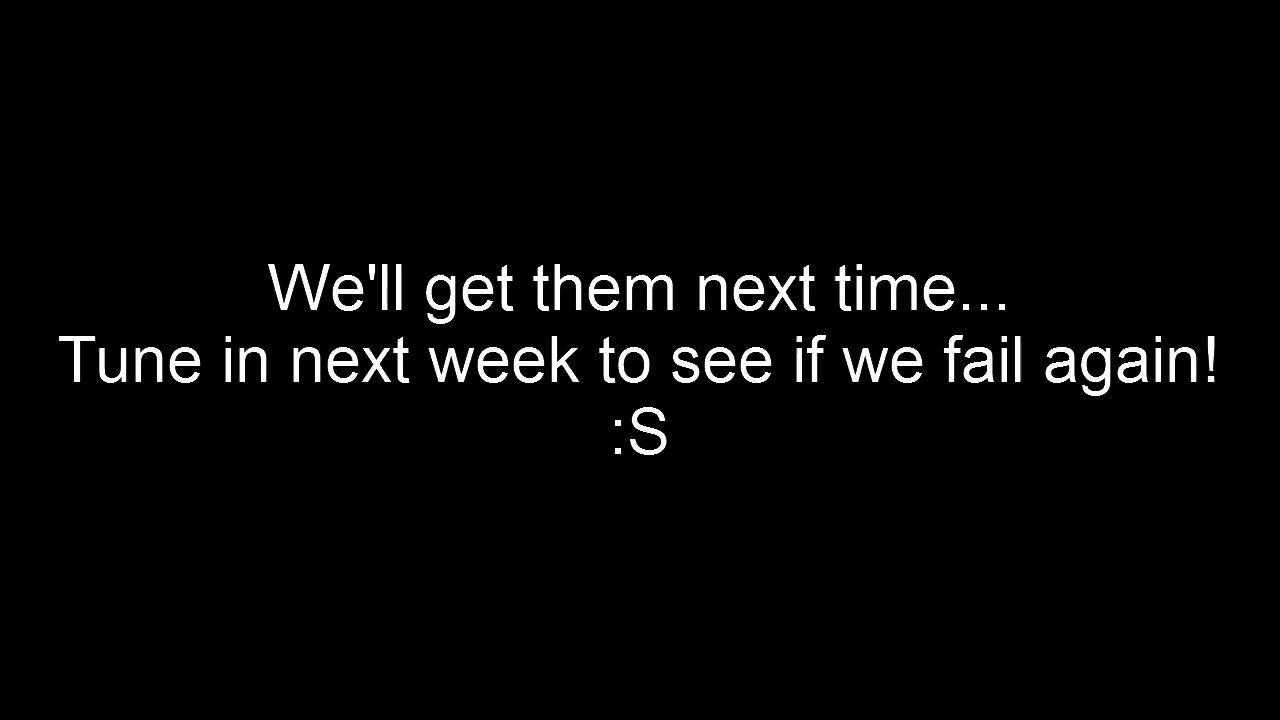 We'll get them next time...
Tune in next week to see if we fail again!
:S